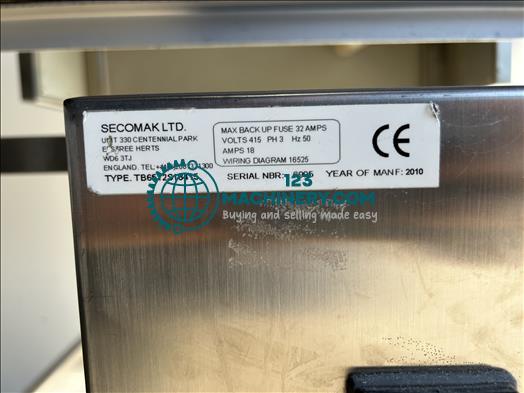 SECOMAK LTD.
UNIT 330 CENTENNIAL PARK
ELSTREE HERTS
WD6 3TJ
ENGLAND. TEL:
TYPE.
MAX BACK UP FUSE 32 AMPS
VOLTS 415 PH 3 Hz 50
AMPS 18
WIRING DIAGRAM 16525
CE
SERIAL NBR:
YEAR OF MANF: 2010
123
MACHINERY.COM
Buying and selling made easy